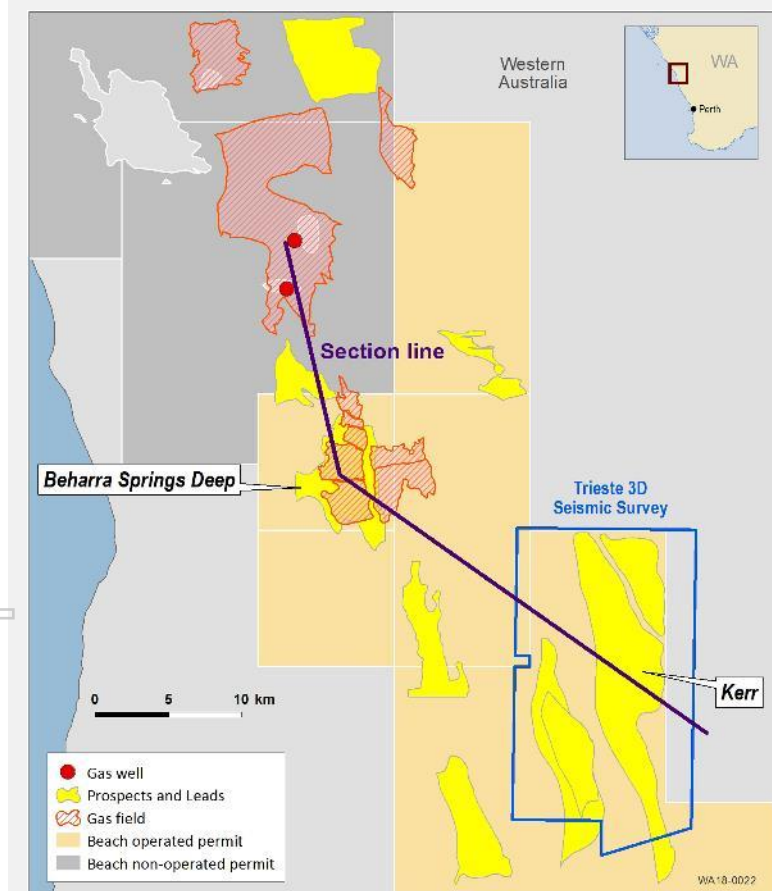 Western
Australia
WA
Perth
Section line
Beharra Springs Deep
Trieste 3D
Seismic Survey
Kerr
0 5 10 km
Gas well
Prospects and Leads
Gas field
Beach operated permit
Beach non-operated permit
WA18-0022